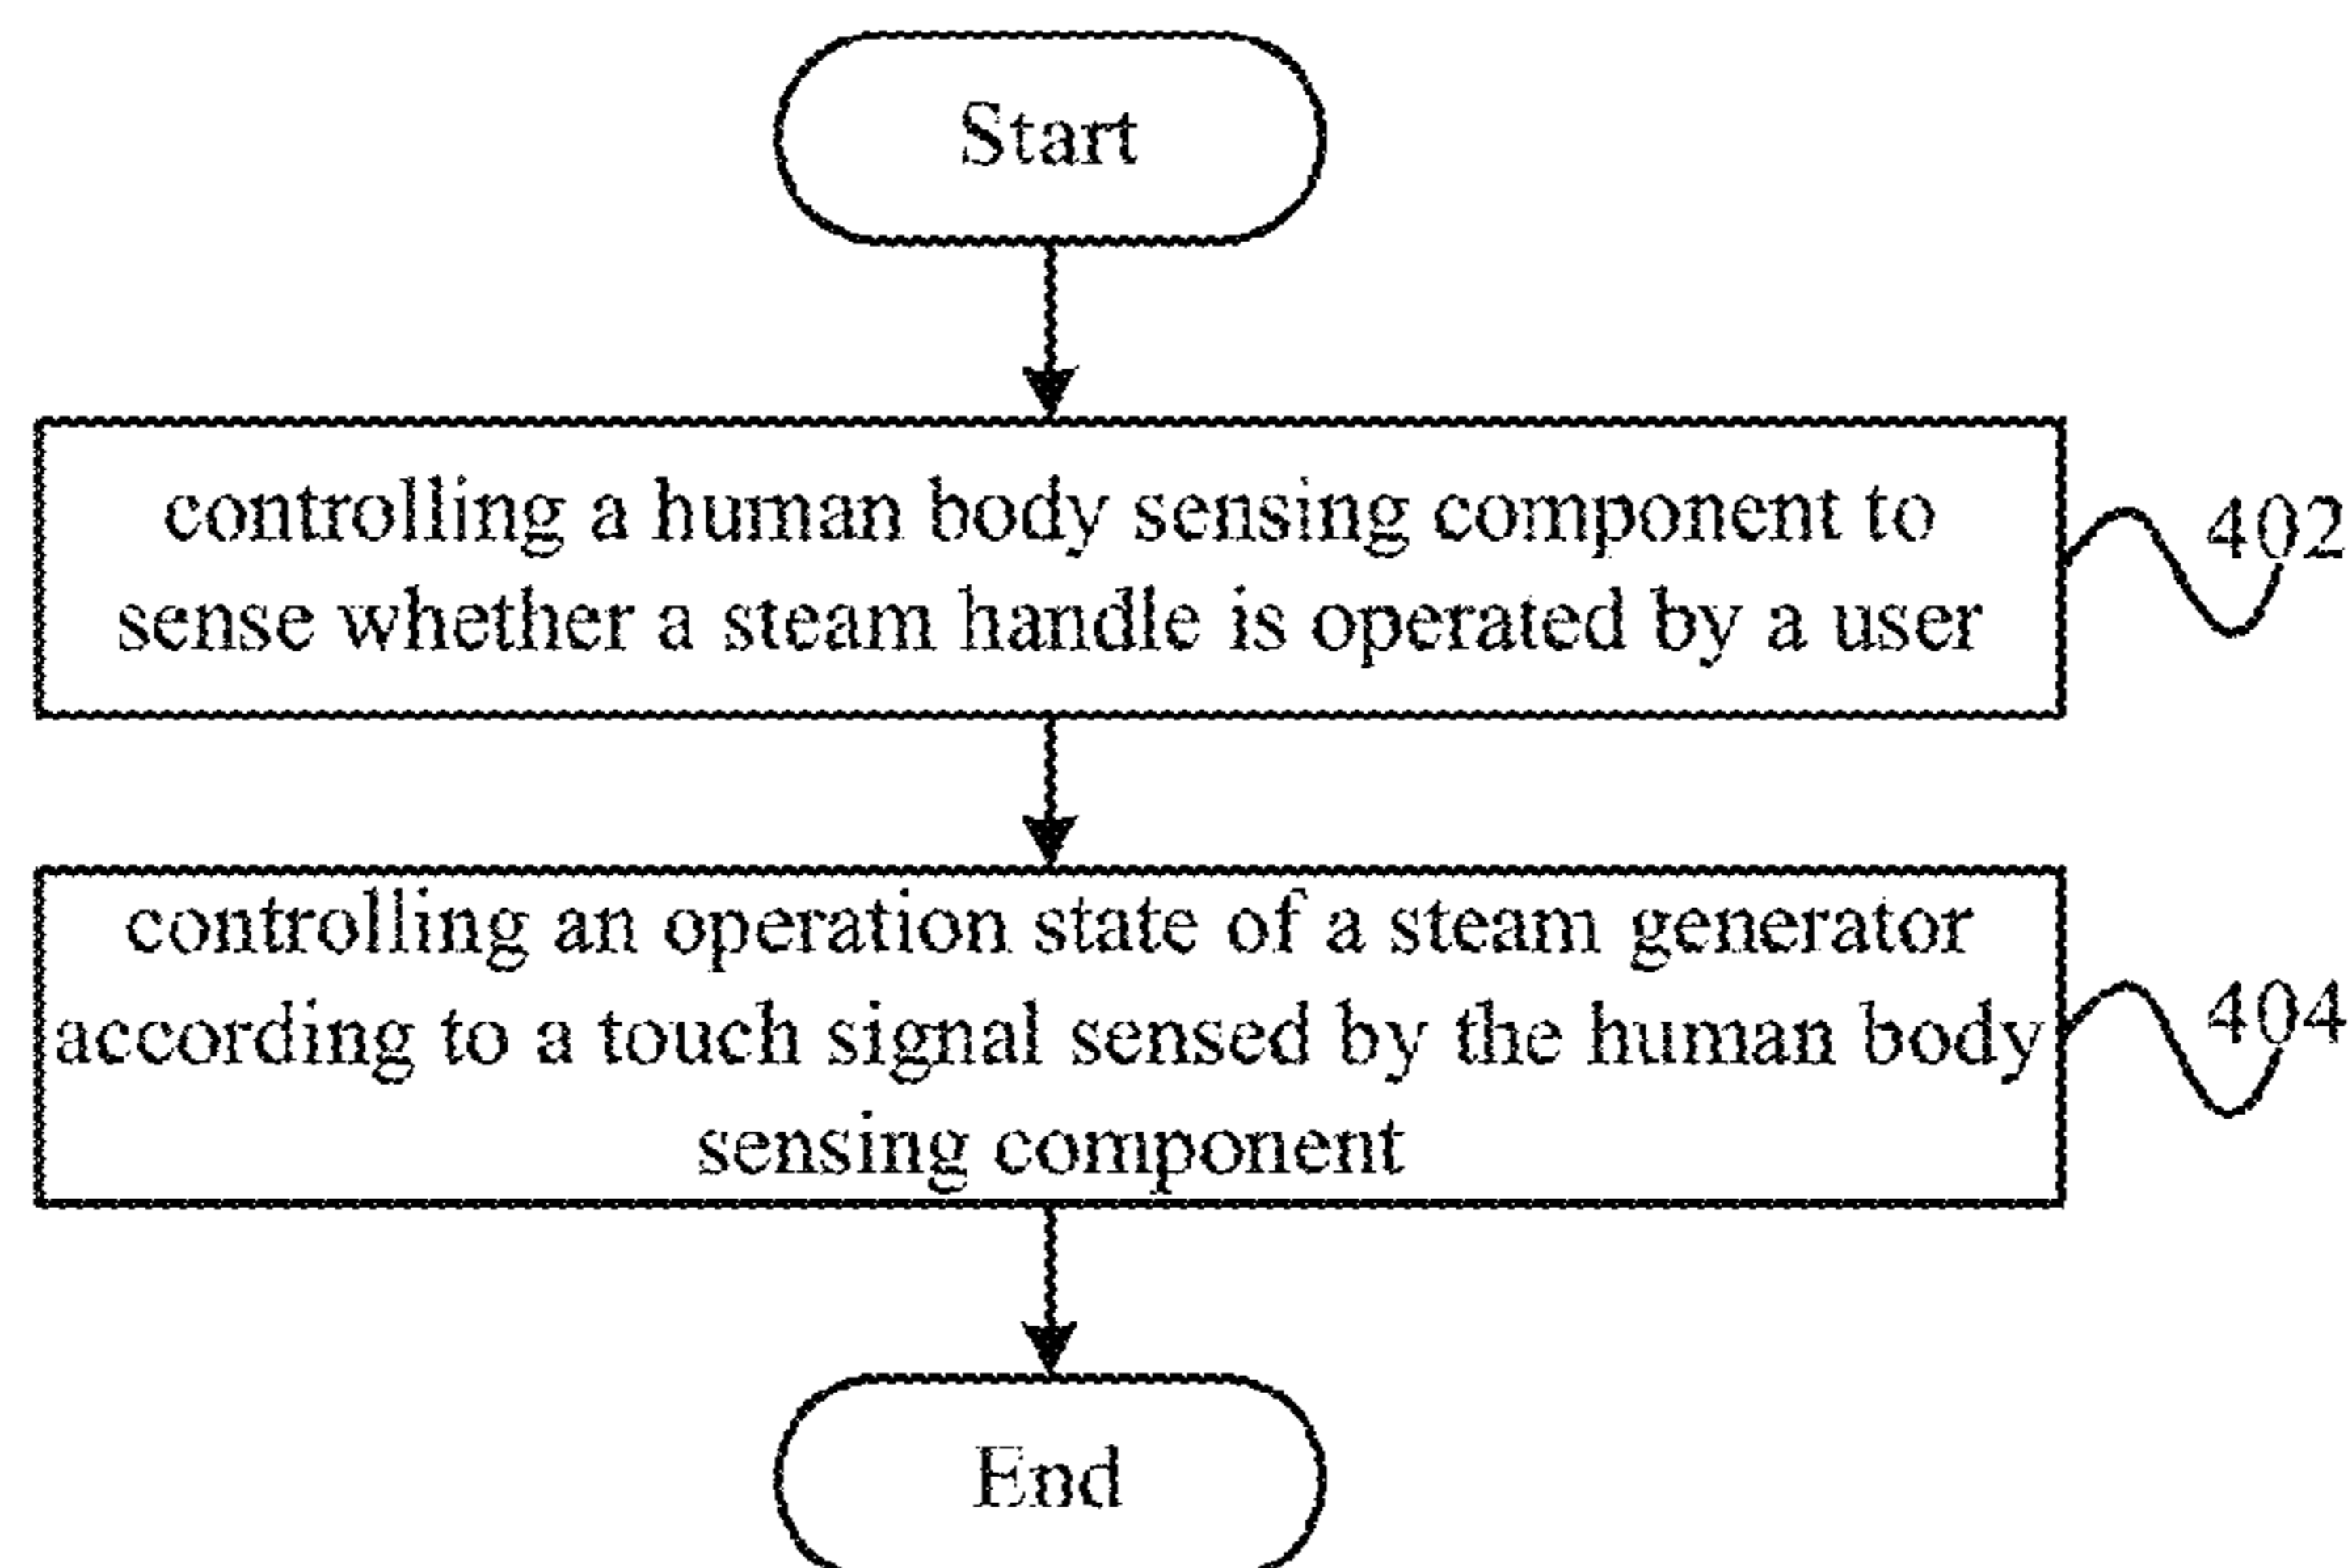 Start
controlling a human body sensing component to
sense whether a steam handle is operated by a user
402
controlling an operation state of a steam generator
according to a touch signal sensed by the human body
sensing component
404
End